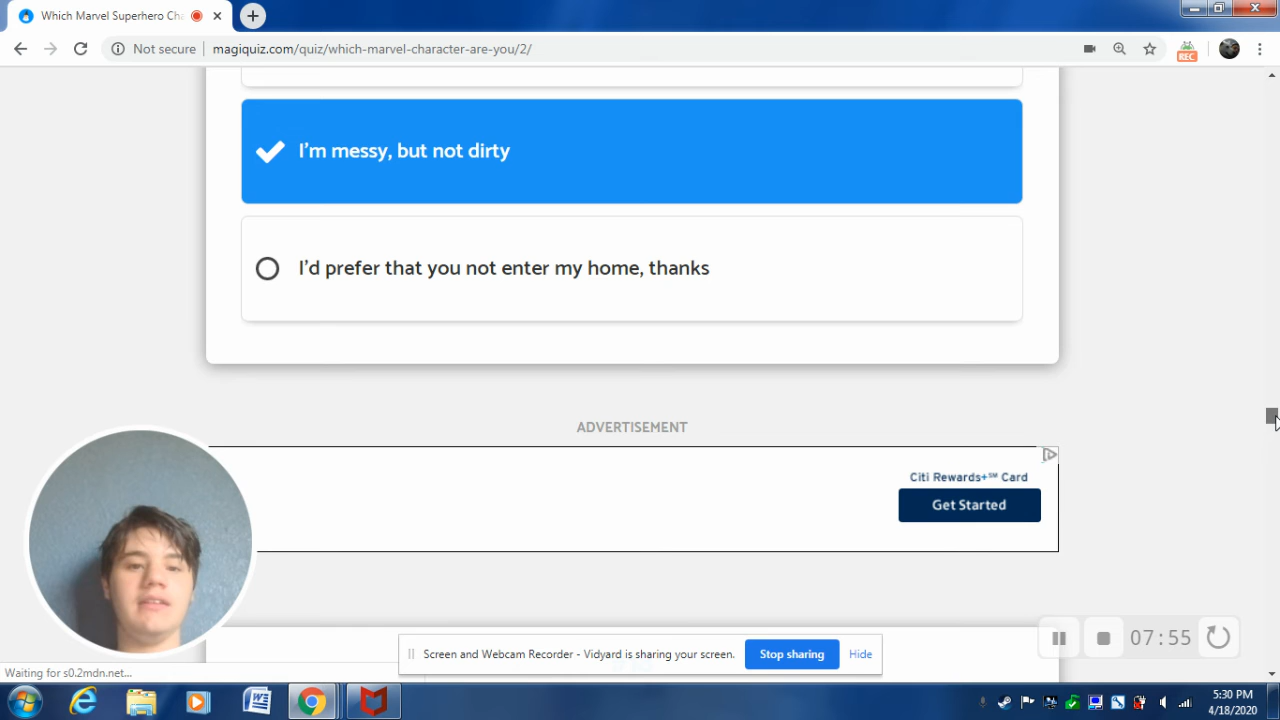 Which Marvel Superhero Cha
Not secure
magiquiz.com/quiz/which-marvel-character-are-you/2/
REC
I'm messy, but not dirty
I'd prefer that you not enter my home, thanks
ADVERTISEMENT
Citi Rewards+℠ Card
Get Started
07:55
Screen and Webcam Recorder - Vidyard is sharing your screen.
Stop sharing
Hide
Waiting for s0.2mdn.net...
5:30 PM
4/18/2020